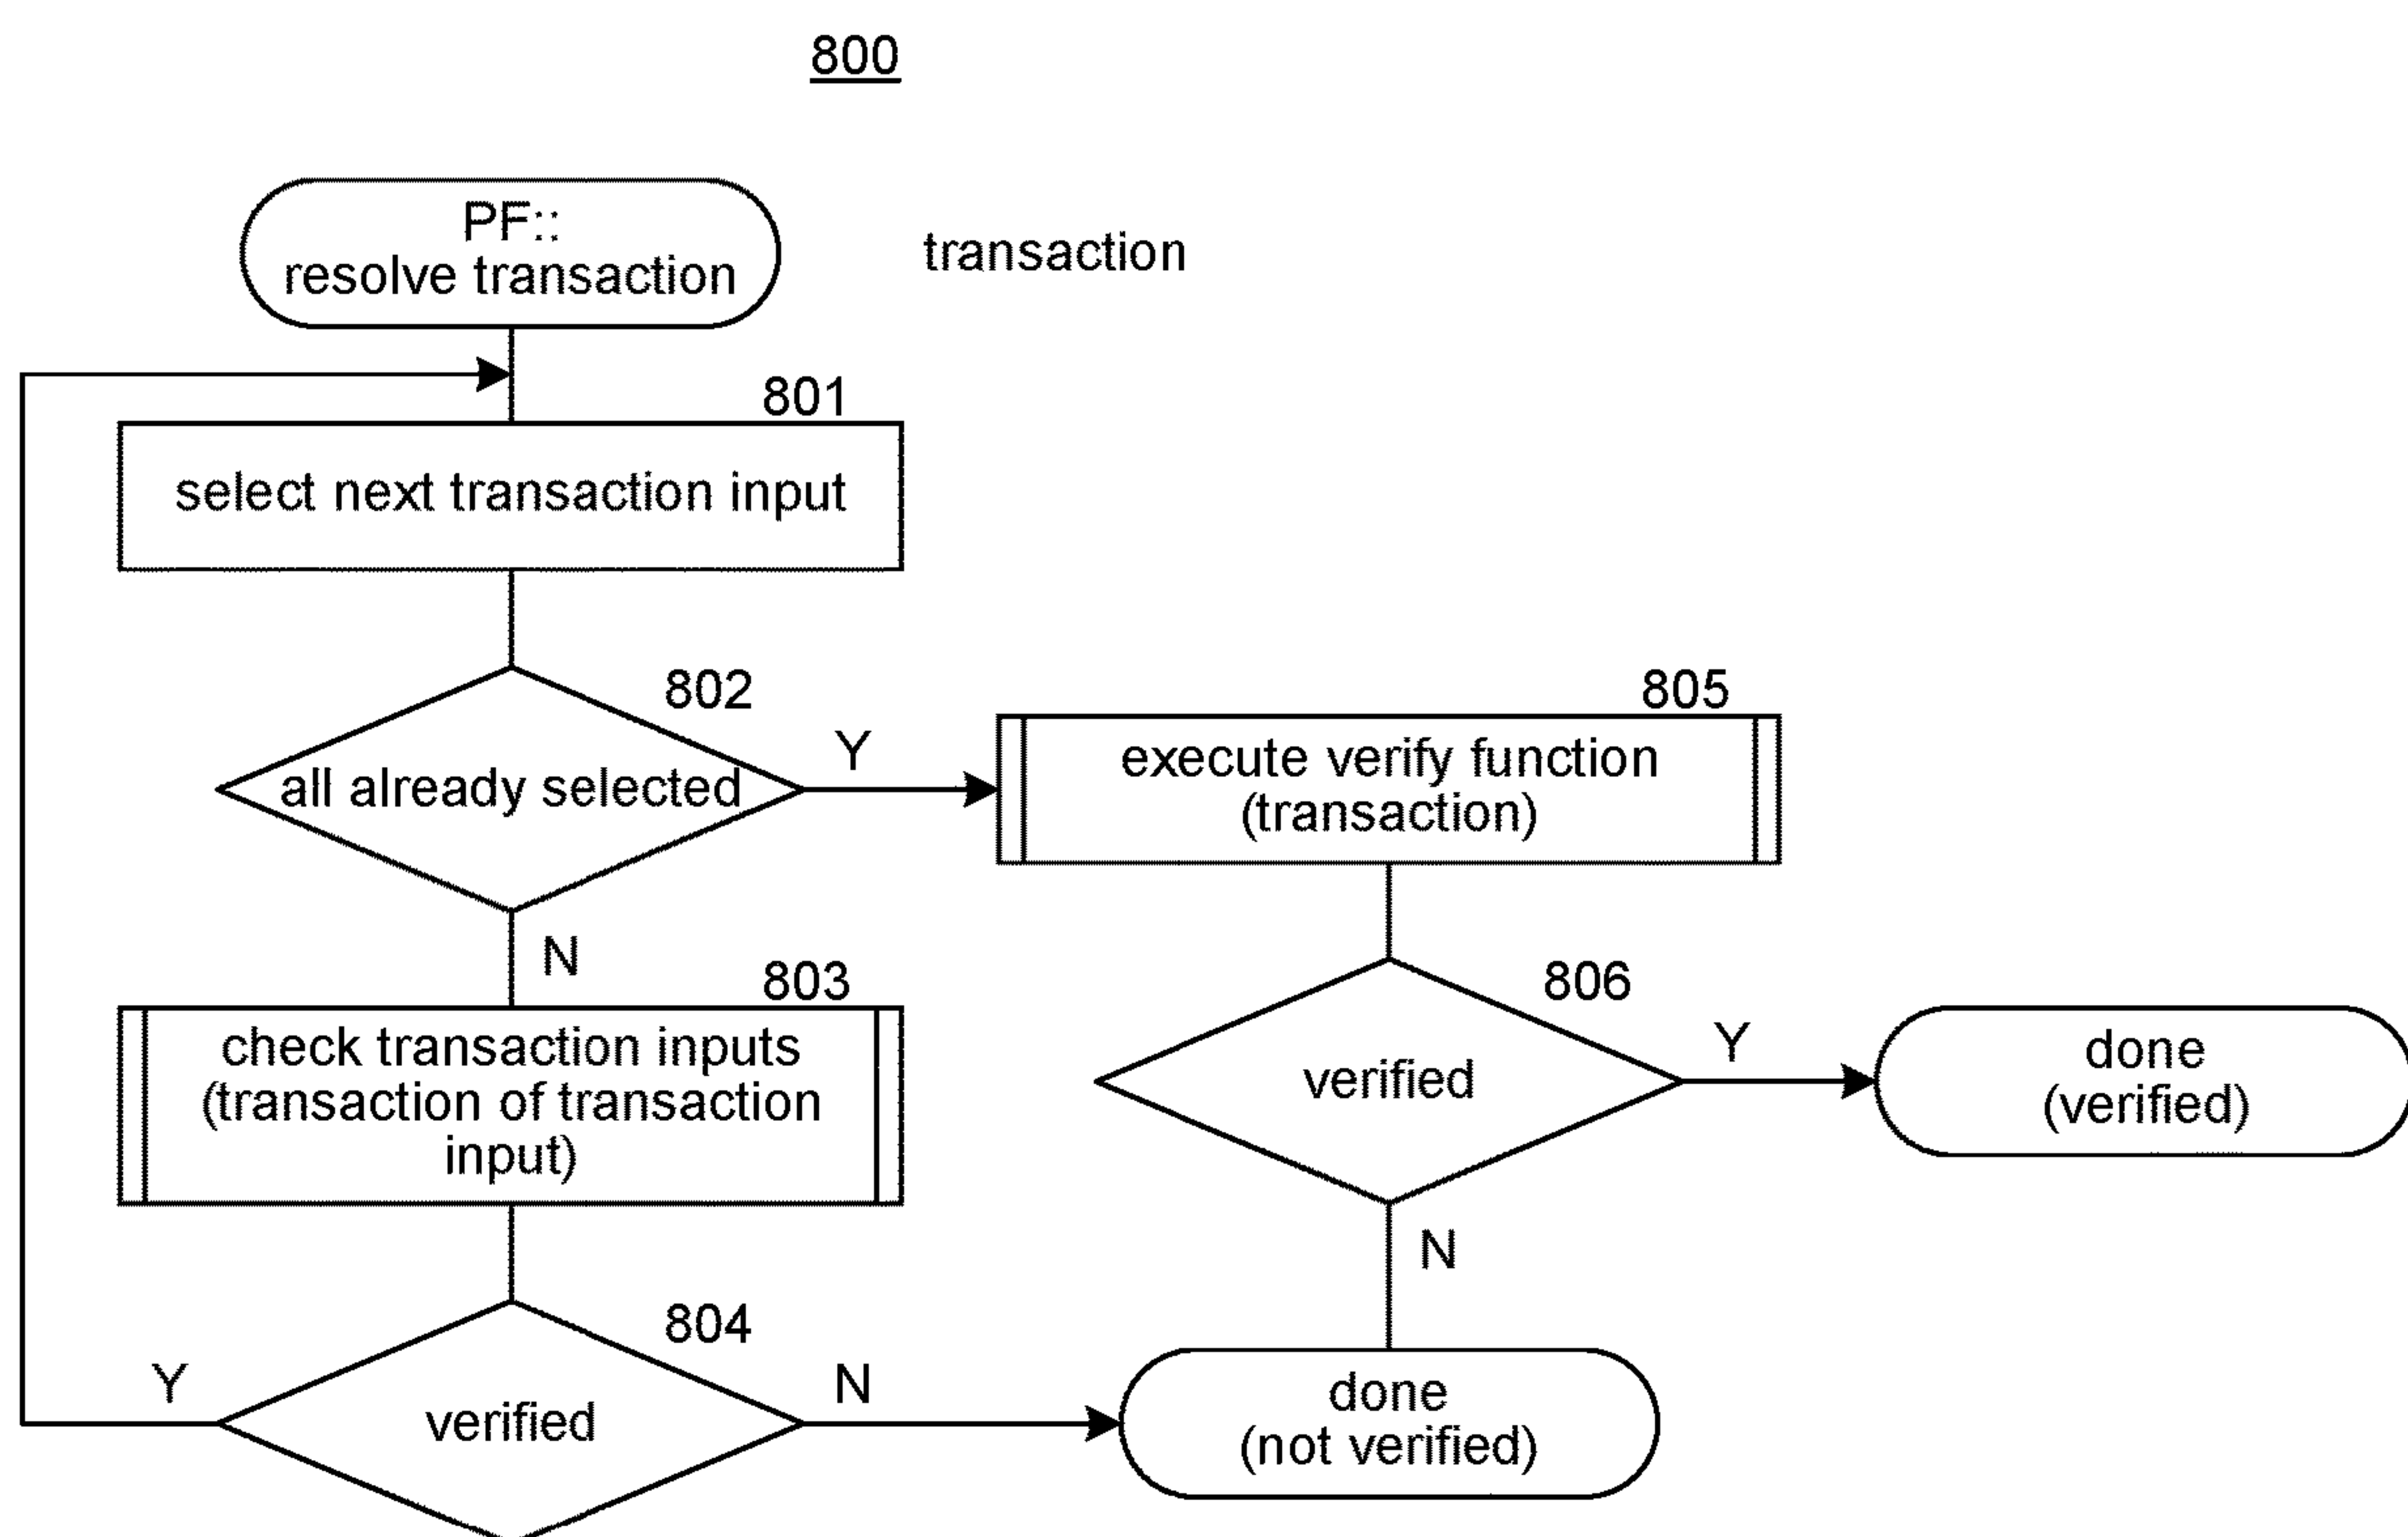 800
PF::
resolve transaction
transaction
801
select next transaction input
802
all already selected
Y
805
execute verify function
(transaction)
N
803
check transaction inputs
(transaction of transaction
input)
806
verified
Y
done
(verified)
N
804
verified
Y
N
done
(not verified)